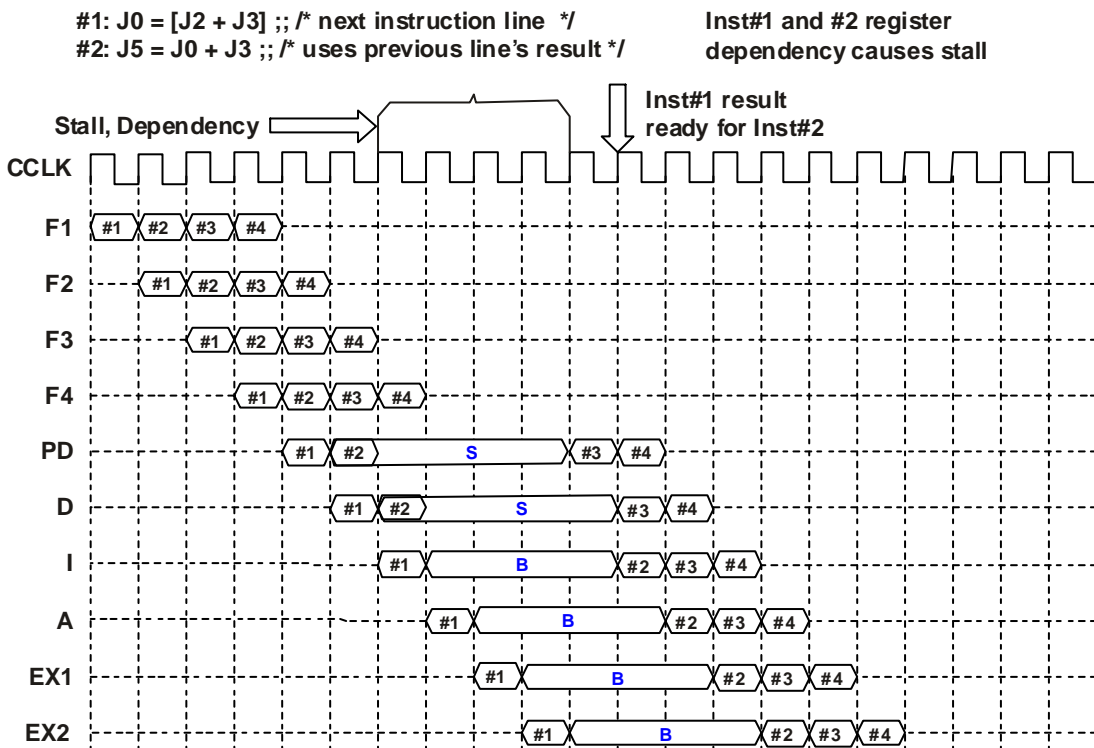 #1: J0 = [J2 + J3] ;; /* next instruction line */
#2: J5 = J0 + J3 ;; /* uses previous line's result */
Inst#1 and #2 register
dependency causes stall
Stall, Dependency
Inst#1 result
ready for Inst#2
CCLK
F1 #1 #2 #3 #4
F2 #1 #2 #3 #4
F3 #1 #2 #3 #4
F4 #1 #2 #3 #4
PD #1 #2 S #3 #4
D #1 #2 S #3 #4
I #1 B #2 #3 #4
A #1 B #2 #3 #4
EX1 #1 B #2 #3 #4
EX2 #1 B #2 #3 #4